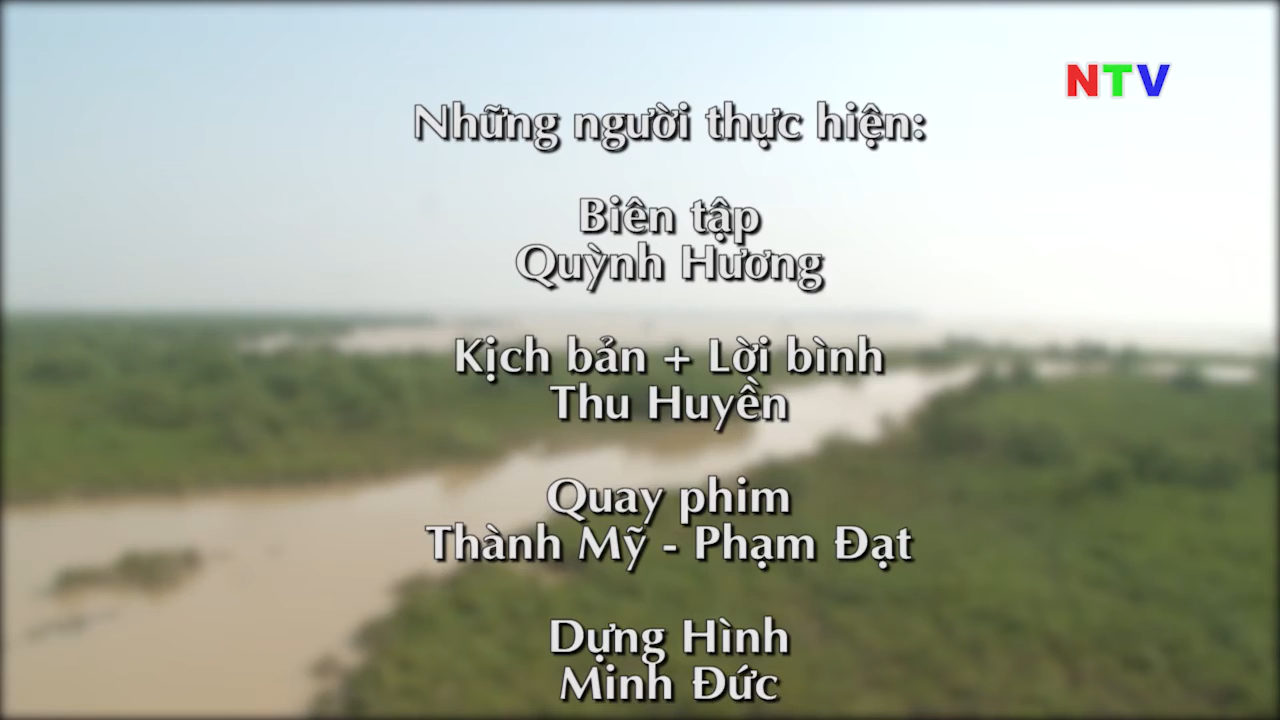 NTV
Những người thực hiện:
Biên tập
Quỳnh Hương
Kịch bản + Lời bình
Thu Huyền
Quay phim
Thành Mỹ - Phạm Đạt
Dựng Hình
Minh Đức